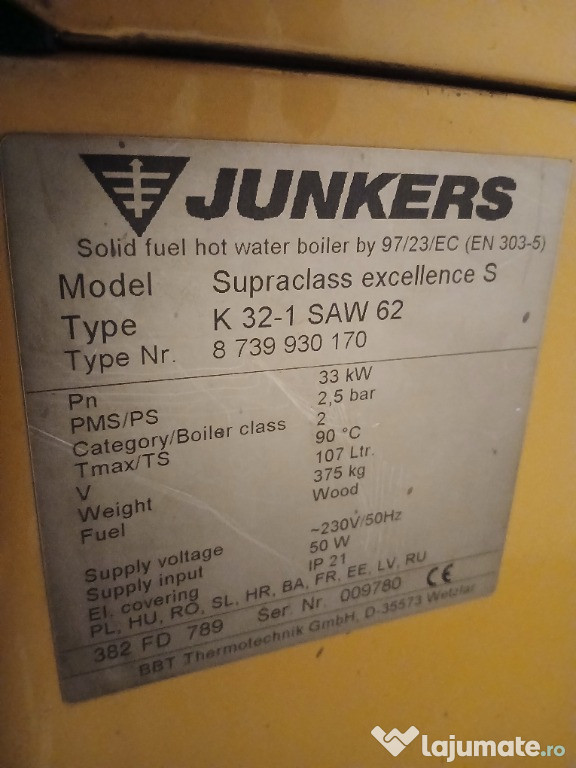 JUNKERS
Solid fuel hot water boiler by 97/23/EC (EN 303-5)
Model Supraclass excellence S
Type K 32-1 SAW 62
Type Nr. 8 739 930 170
Pn 33 kW
PMS/PS 2,5 bar
Category/Boiler class 2
Tmax/TS 90 °C
V 107 Ltr.
Weight 375 kg
Fuel Wood
Supply voltage ~230V/50Hz
Supply input 50 W
El. covering IP 21
PL, HU, RO, SL, HR, BA, FR, EE, LV, RU
382 FD 789 Ser Nr. 009780 CE
BBT Thermotechnik GmbH, D-35573 Wetzlar
lajumate.ro